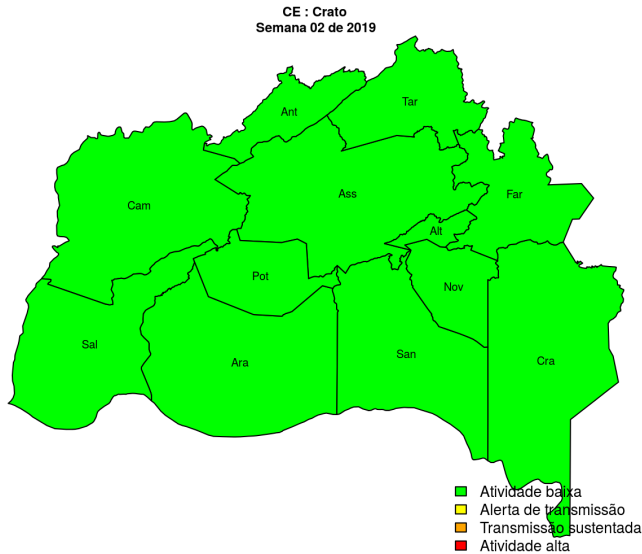 CE : Crato
Semana 02 de 2019
Tar
Ant
Cam
Ass
Far
Alt
Pot
Nov
Sal
Ara
San
Cra
Atividade baixa
Alerta de transmissão
Transmissão sustentada
Atividade alta